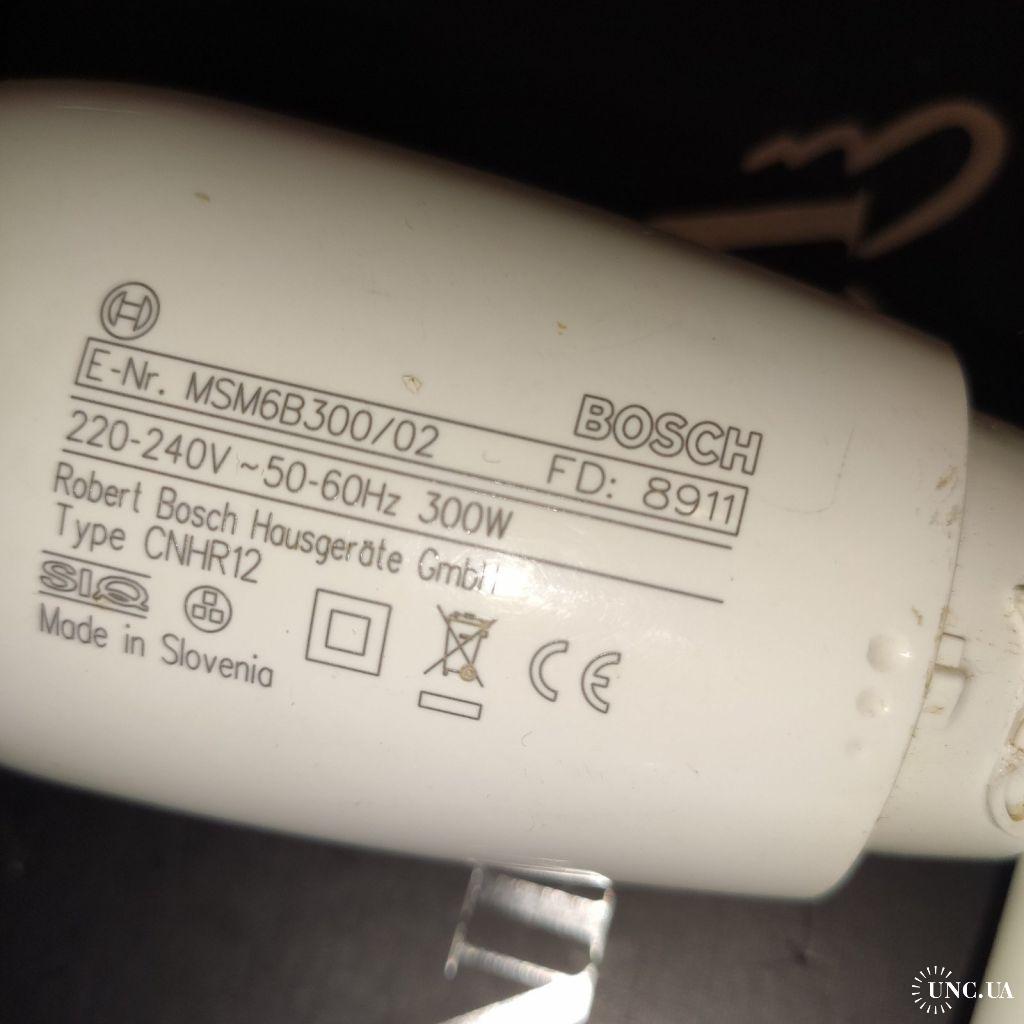 BOSCH
E-Nr. MSM6B300/02 FD: 8911
220-240V ~ 50-60Hz 300W
Robert Bosch Hausgeräte GmbH
Type CNHR12
SIQ
Made in Slovenia
CE
UNC.UA